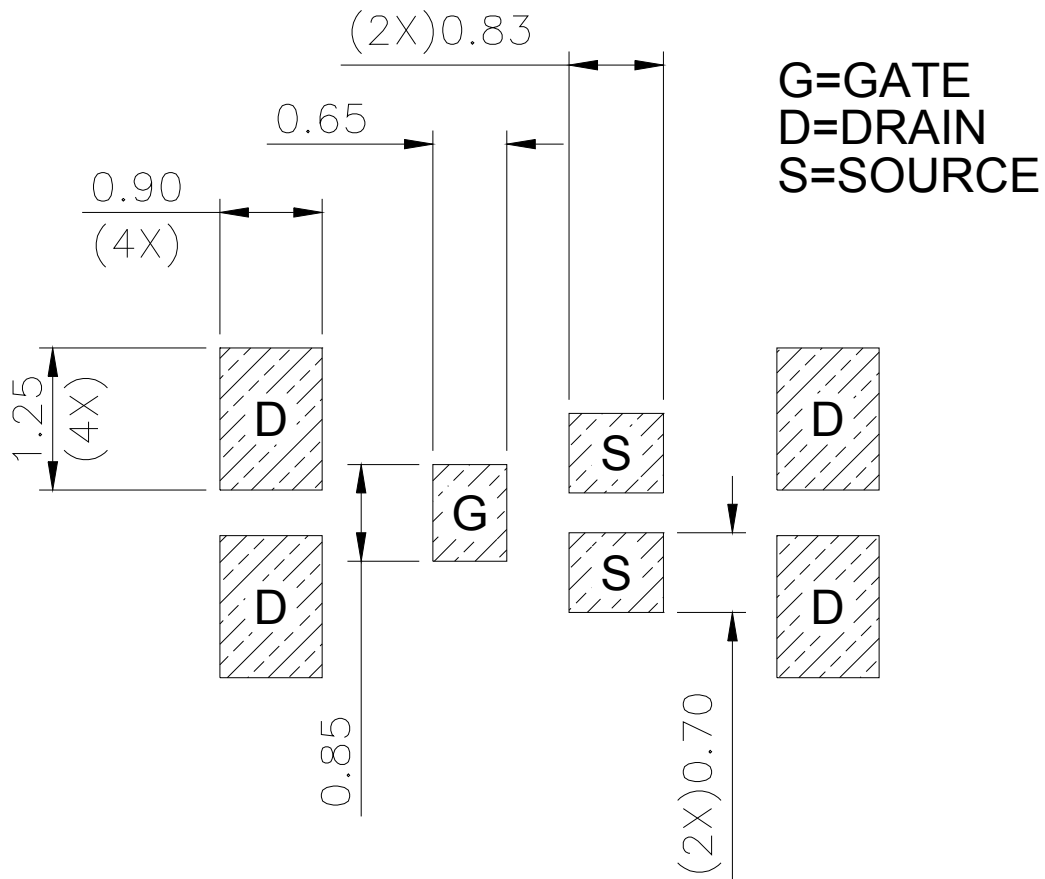 (2X)0.83
G=GATE
D=DRAIN
S=SOURCE
0.65
0.90
(4X)
1.25
(4X)
D
D
S
G
S
D
D
0.85
(2X)0.70